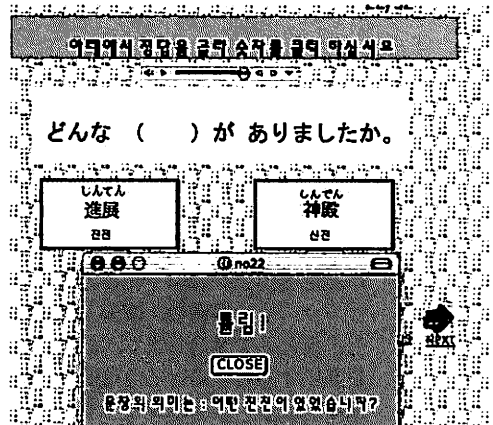 아래에서 정답을 골라 숫자를 클릭 하십시오
どんな （　　）が ありましたか。
しんてん
進展
진전
しんでん
神殿
신전
no22
틀림!
CLOSE
NEXT
문장의 의미는 : 어떤 진전이 있었습니까?